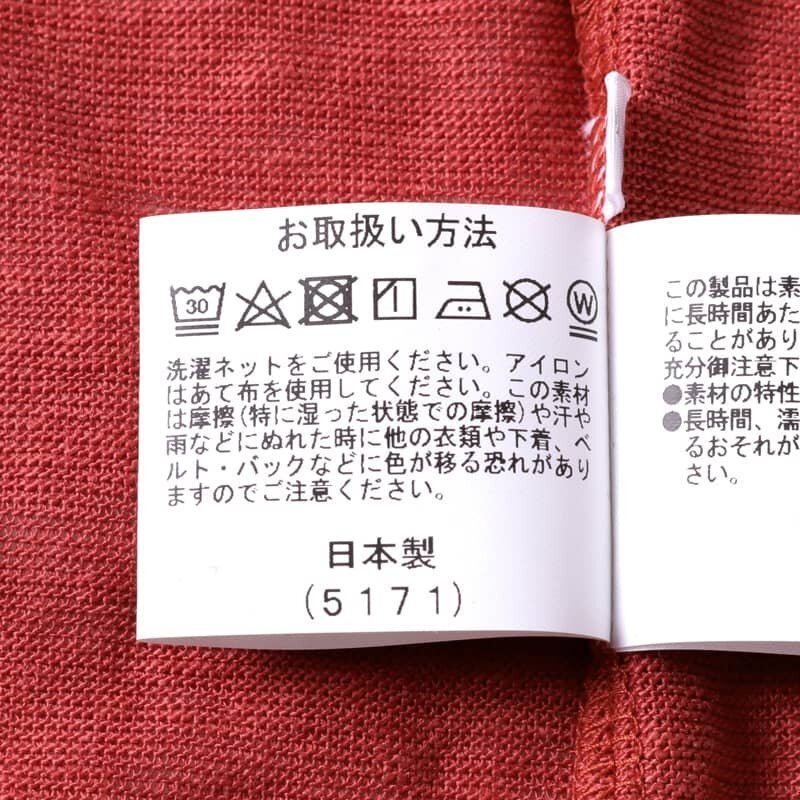 お取扱い方法
30
W
洗濯ネットをご使用ください。アイロン
はあて布を使用してください。この素材
は摩擦(特に湿った状態での摩擦)や汗や
雨などにぬれた時に他の衣類や下着、ベ
ルト・バックなどに色が移る恐れがあり
ますのでご注意ください。
日本製
(5171)
この製品は素
に長時間あた
ることがあり
充分御注意下
●素材の特性
●長時間、濡
るおそれが
さい。